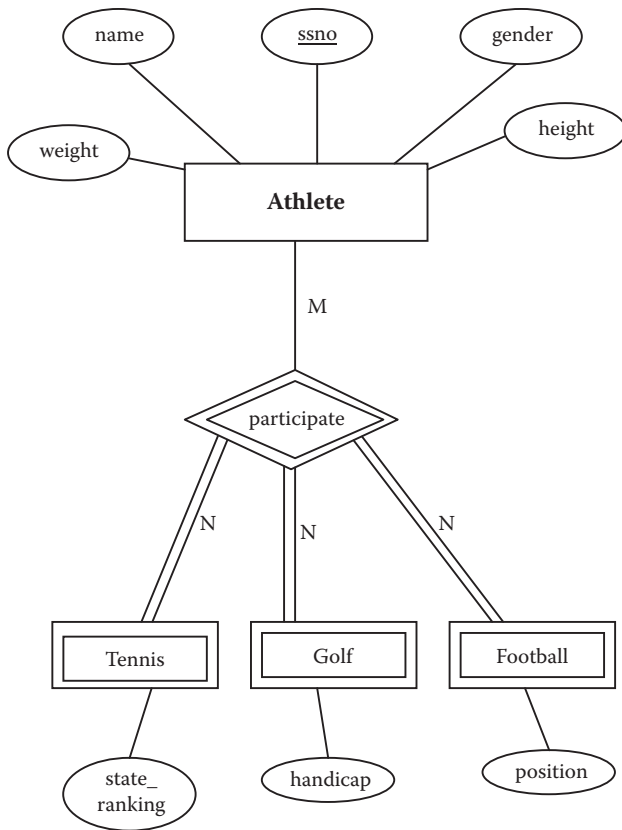 name
ssno
gender
weight
height
Athlete
M
participate
N
N
N
Tennis
Golf
Football
state_
ranking
handicap
position